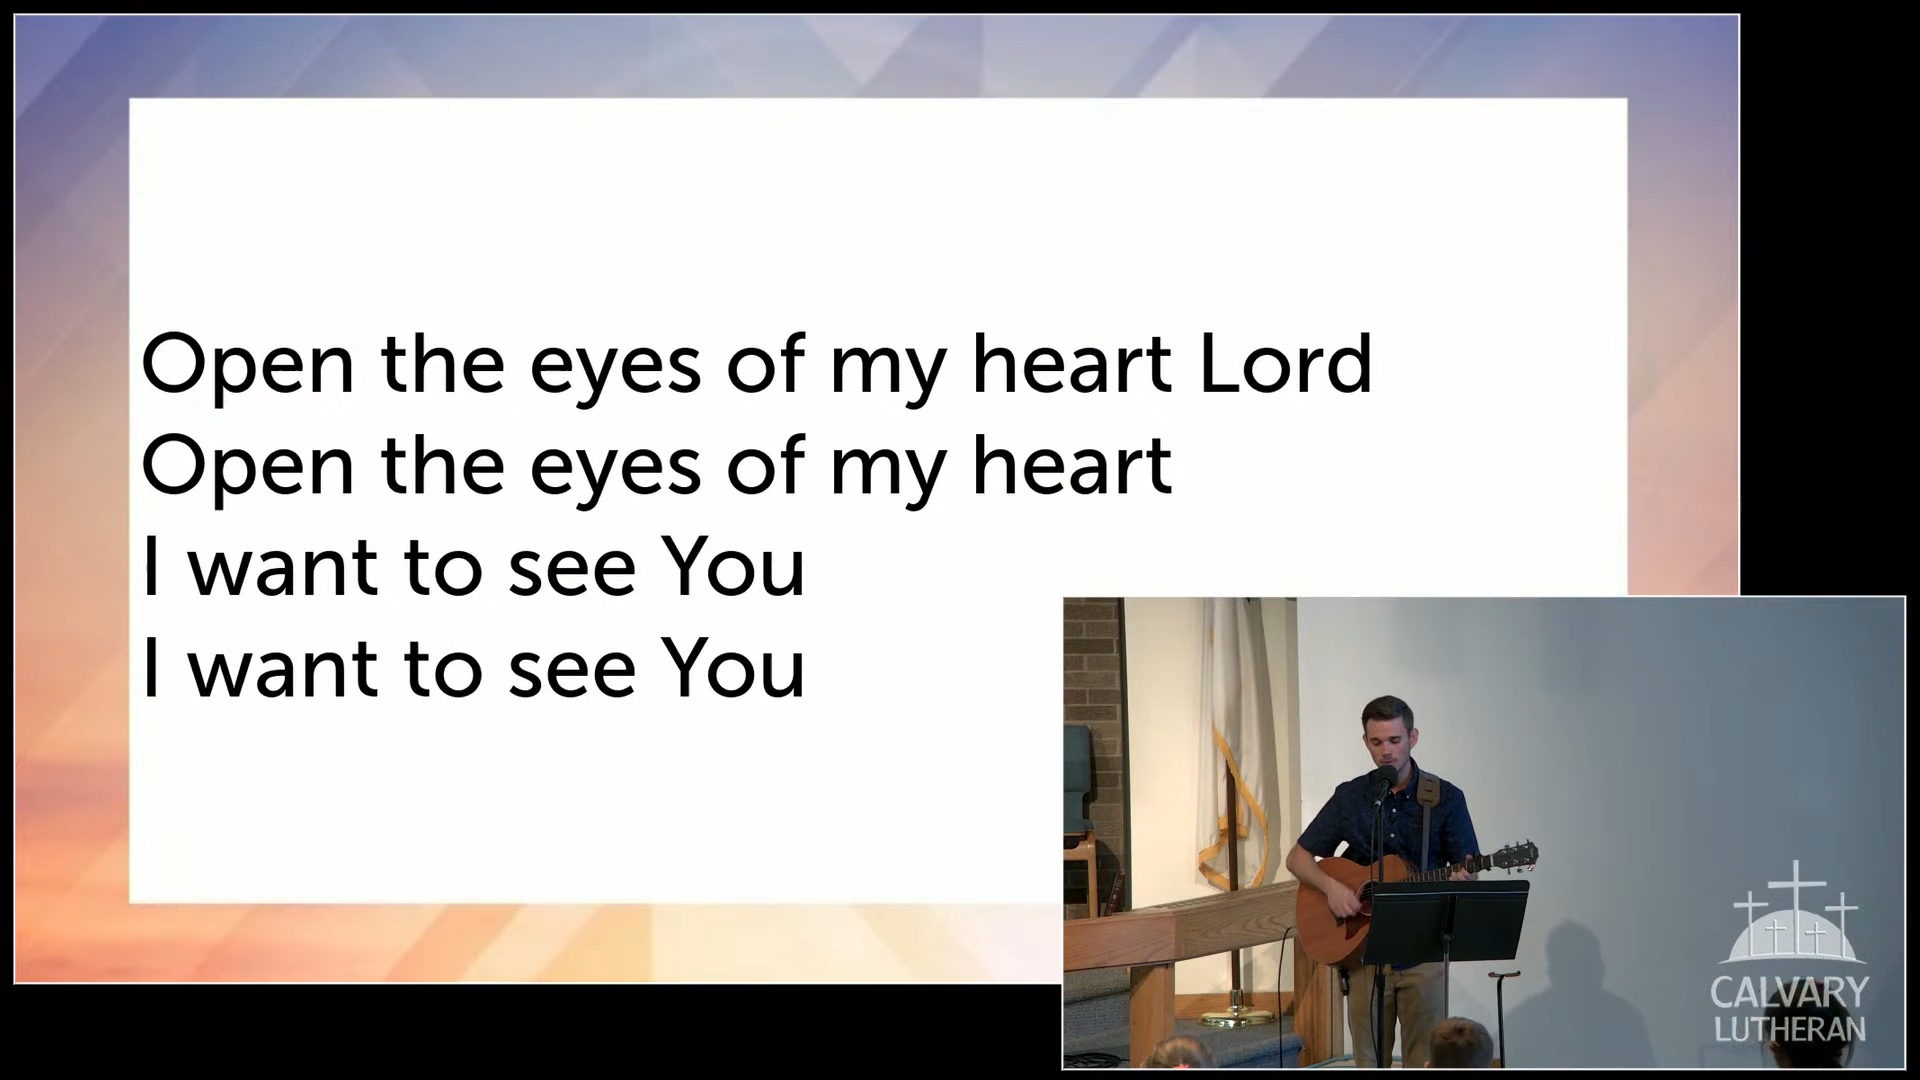 Open the eyes of my heart Lord
Open the eyes of my heart
I want to see You
I want to see You
CALVARY
LUTHERAN